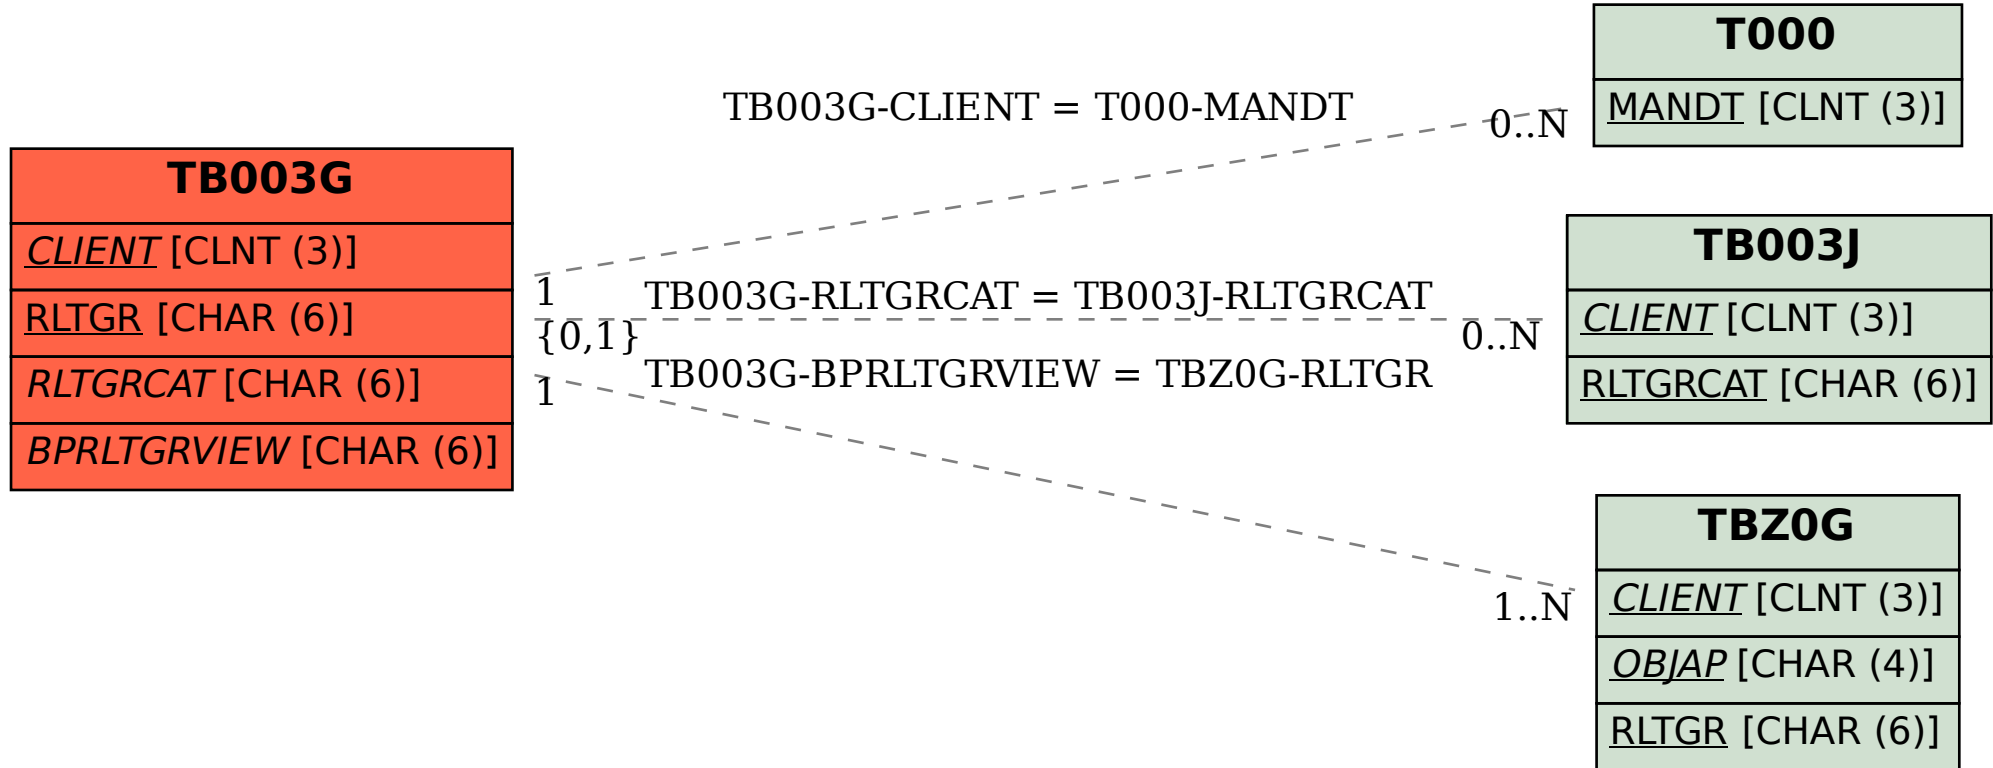 TB003G
CLIENT [CLNT (3)]
RLTGR [CHAR (6)]
RLTGRCAT [CHAR (6)]
BPRLTGRVIEW [CHAR (6)]
TB003G-CLIENT = T000-MANDT
0..N
1
TB003G-RLTGRCAT = TB003J-RLTGRCAT
{0,1}
0..N
TB003G-BPRLTGRVIEW = TBZ0G-RLTGR
1
1..N
T000
MANDT [CLNT (3)]
TB003J
CLIENT [CLNT (3)]
RLTGRCAT [CHAR (6)]
TBZ0G
CLIENT [CLNT (3)]
OBJAP [CHAR (4)]
RLTGR [CHAR (6)]